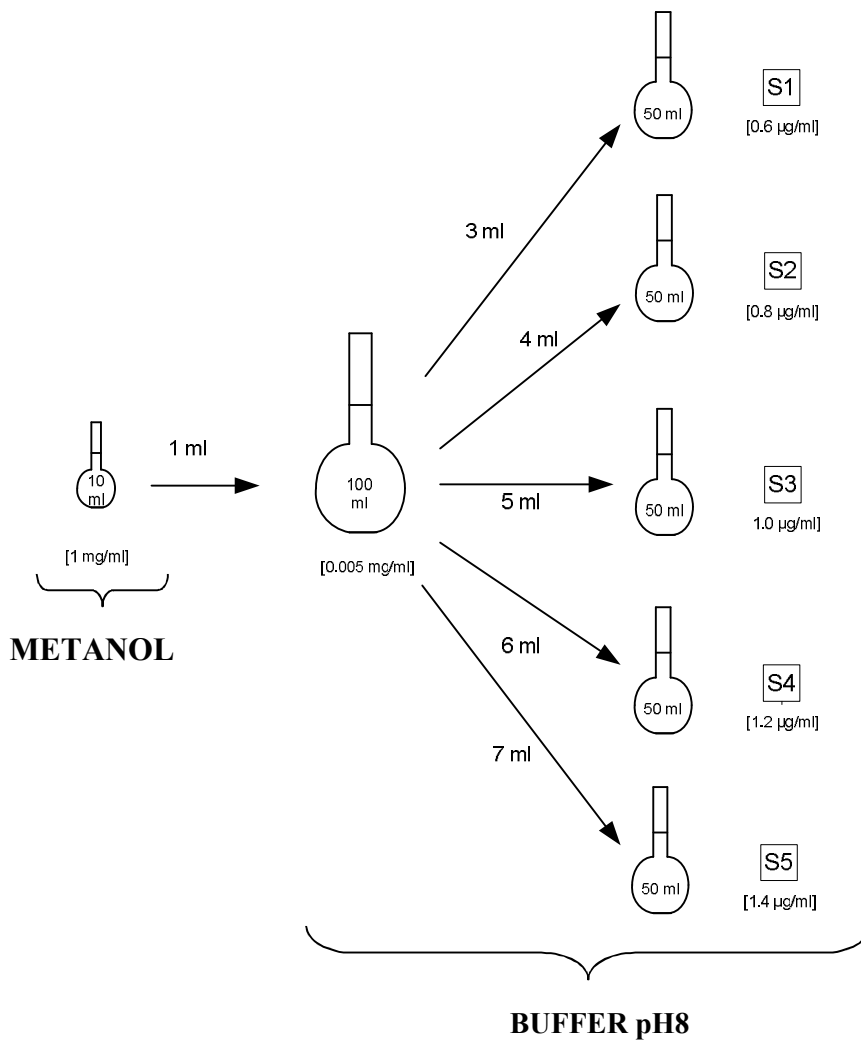 50 ml
S1
[0.6 µg/ml]
3 ml
50 ml
S2
[0.8 µg/ml]
4 ml
10
ml
[1 mg/ml]
METANOL
1 ml
100
ml
[0.005 mg/ml]
5 ml
50 ml
S3
1.0 µg/ml]
6 ml
50 ml
S4
[1.2 µg/ml]
7 ml
50 ml
S5
[1.4 µg/ml]
BUFFER pH8